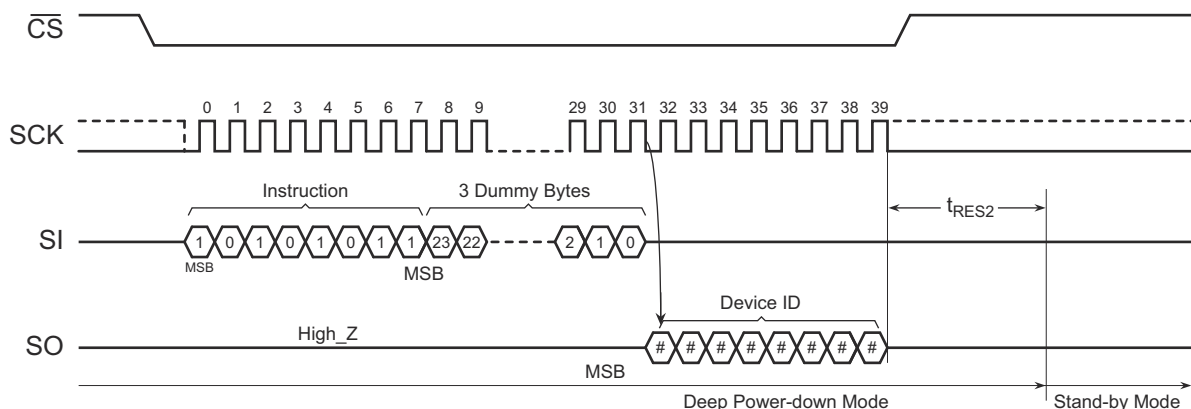 CS
0 1 2 3 4 5 6 7 8 9 29 30 31 32 33 34 35 36 37 38 39
SCK
Instruction 3 Dummy Bytes
tRES2
SI 1 0 1 0 1 0 1 1 23 22 2 1 0
MSB MSB
Device ID
High_Z
SO # # # # # # # #
MSB
Deep Power-down Mode Stand-by Mode